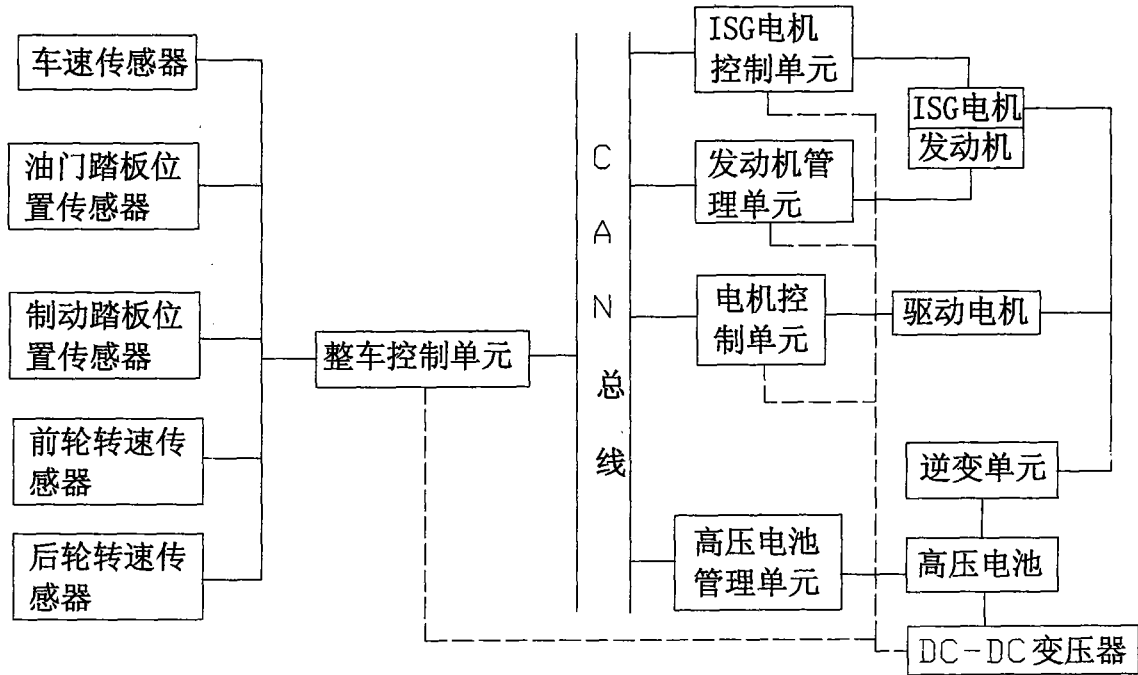 车速传感器
油门踏板位
置传感器
制动踏板位
置传感器
前轮转速传
感器
后轮转速传
感器
整车控制单元
CAN总线
ISG电机
控制单元
发动机管
理单元
电机控
制单元
高压电池
管理单元
ISG电机
发动机
驱动电机
逆变单元
高压电池
DC-DC变压器